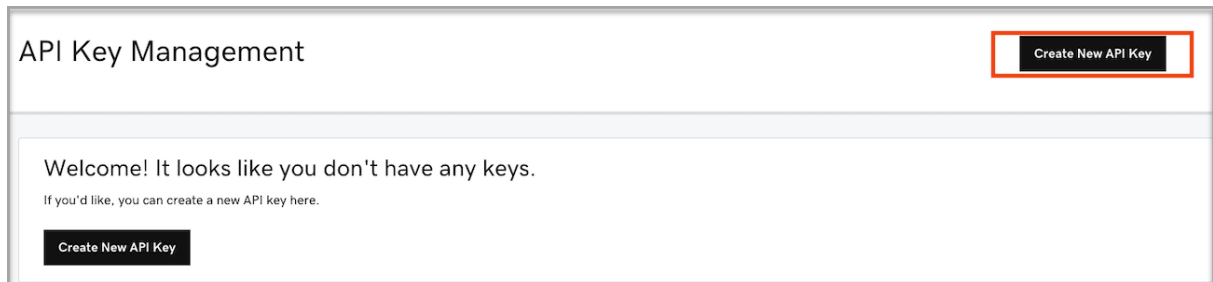 API Key Management
Create New API Key
Welcome! It looks like you don't have any keys.
If you'd like, you can create a new API key here.
Create New API Key